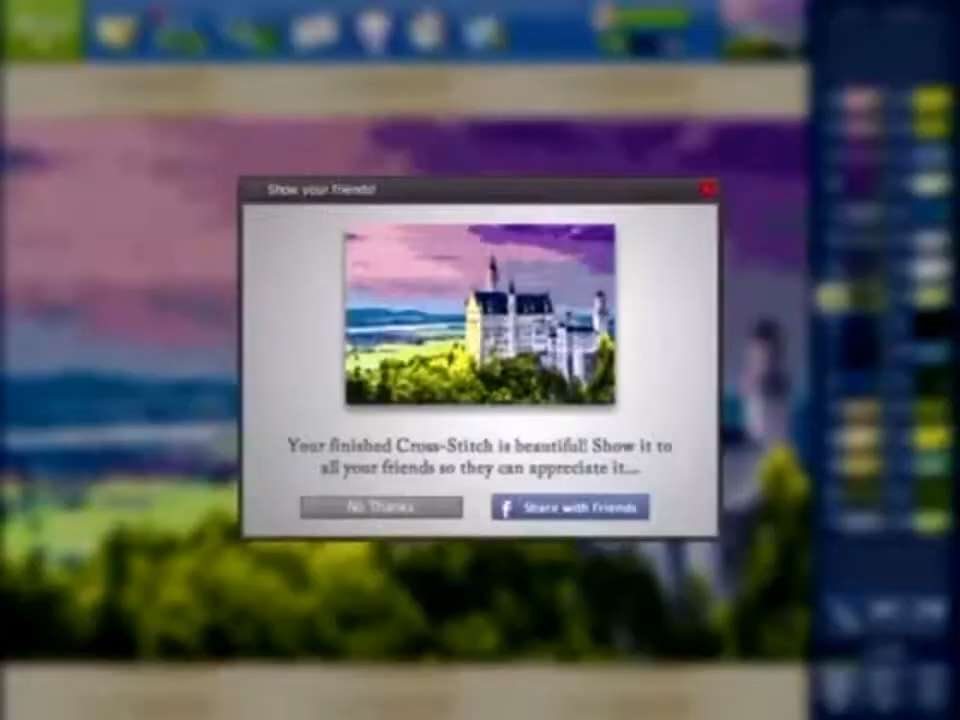 Show your friends!
Your finished Cross-Stitch is beautiful! Show it to
all your friends so they can appreciate it...
No Thanks
Share with Friends